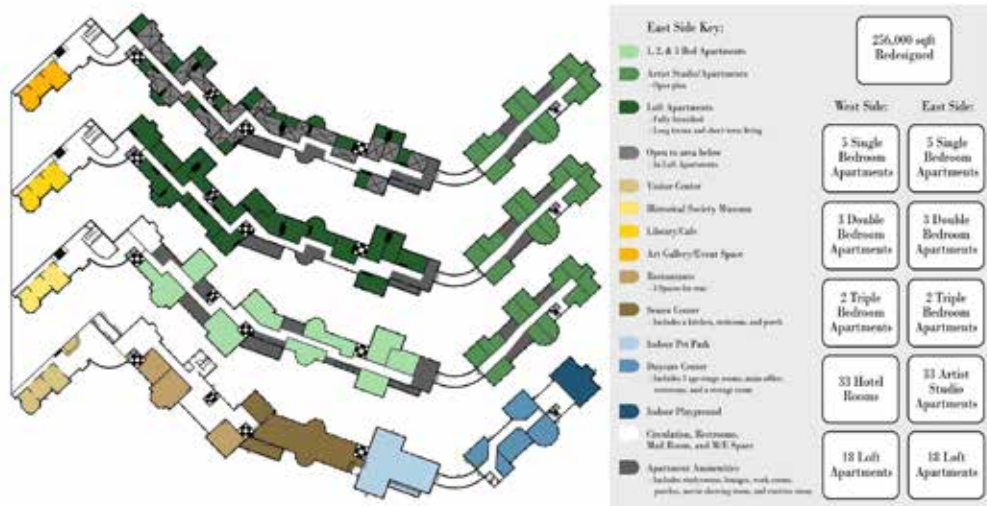 East Side Key:
1, 2, & 3 Bed Apartments
Artist Studio/Apartments
- Open plan
Loft Apartments
- Fully furnished
- Long terms and short term living
Open to area below
- In Loft Apartments
Visitor Center
Historical Society Museum
Library/Cafe
Art Gallery/Event Space
Restaurants
- 3 Spaces for rent
Senior Center
- Includes a kitchen, restrooms, and porch
Indoor Pet Park
Daycare Center
- Includes 3 age-range rooms, main office,
restrooms, and a storage room
Indoor Playground
Circulation, Restrooms,
Mail Room, and M/E Space
Apartment Ammenities
- Includes study rooms, lounges, work rooms,
porches, movie showing room, and exercise room
256,000 sqft
Redesigned
West Side:
East Side:
5 Single
Bedroom
Apartments
5 Single
Bedroom
Apartments
3 Double
Bedroom
Apartments
3 Double
Bedroom
Apartments
2 Triple
Bedroom
Apartments
2 Triple
Bedroom
Apartments
33 Hotel
Rooms
33 Artist
Studio
Apartments
18 Loft
Apartments
18 Loft
Apartments